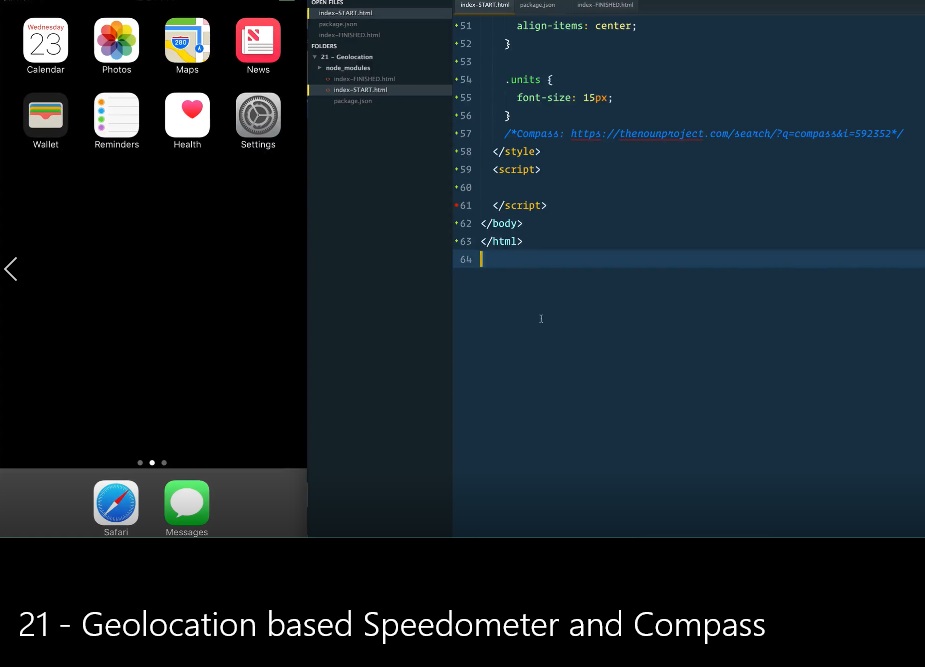 Wednesday
23
Calendar
Photos
280
Maps
News
Wallet
Reminders
Health
Settings
Safari
Messages
OPEN FILES
index-START.html
package.json
index-FINISHED.html
FOLDERS
21 - Geolocation
node_modules
index-FINISHED.html
index-START.html
package.json
index-START.html package.json index-FINISHED.html
51 align-items: center;
52 }
53
54 .units {
55 font-size: 15px;
56 }
57 /*Compass: https://thenounproject.com/search/?q=compass&i=592352*/
58 </style>
59 <script>
60
61 </script>
62 </body>
63 </html>
64
21 - Geolocation based Speedometer and Compass